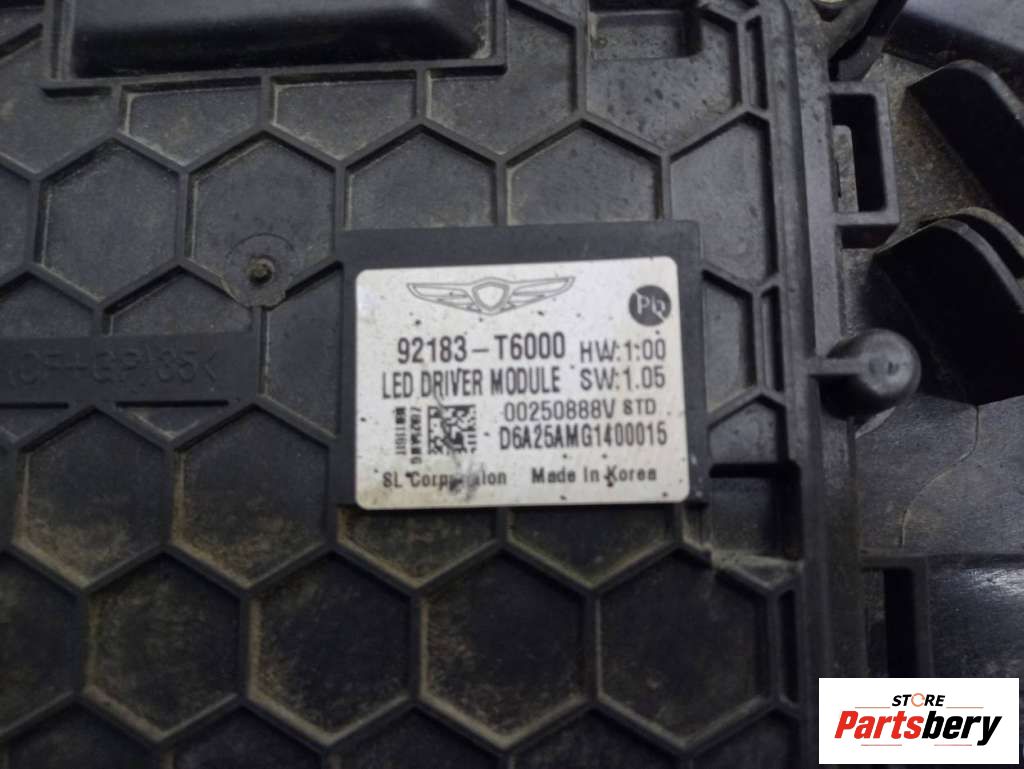 Pb
92183-T6000 HW:1.00
LED DRIVER MODULE SW:1.05
00250888V STD
D6A25AMG1400015
SL Corporation Made In Korea
STORE
Partsbery